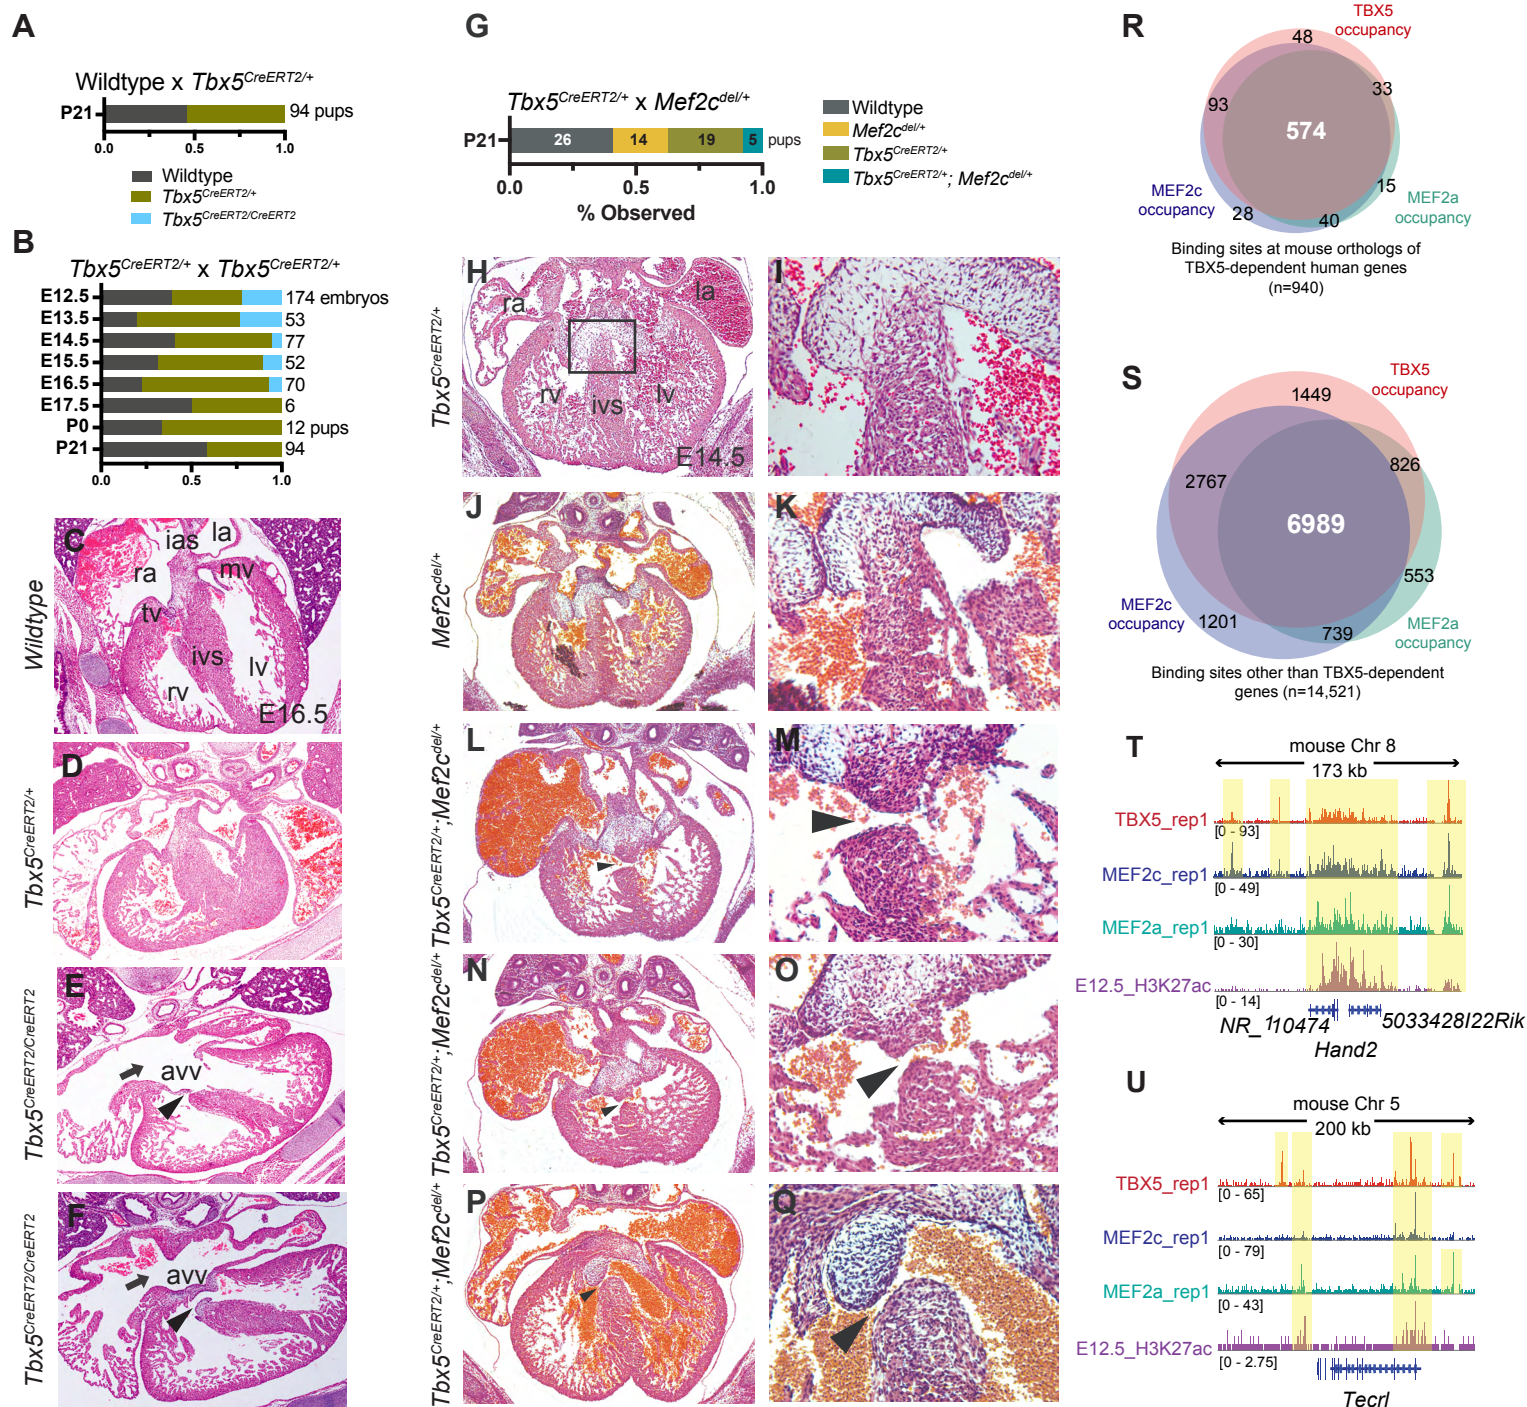 A
Wildtype x Tbx5CreERT2/+
P21
94 pups
0.0 0.5 1.0
Wildtype
Tbx5CreERT2/+
Tbx5CreERT2/CreERT2
B
Tbx5CreERT2/+ x Tbx5CreERT2/+
E12.5 174 embryos
E13.5 53
E14.5 77
E15.5 52
E16.5 70
E17.5 6
P0 12 pups
P21 94
0.0 0.5 1.0
Wildtype
C
ias la
ra mv
tv
ivs lv
rv
E16.5
Tbx5CreERT2/+
D
Tbx5CreERT2/CreERT2
E
avv
Tbx5CreERT2/CreERT2
F
avv
G
Tbx5CreERT2/+ x Mef2cdel/+
P21 26 14 19 5 pups
0.0 0.5 1.0
% Observed
Wildtype
Mef2cdel/+
Tbx5CreERT2/+
Tbx5CreERT2/+; Mef2cdel/+
Tbx5CreERT2/+
H
ra la
rv ivs lv
E14.5
I
Mef2cdel/+
J
K
Tbx5CreERT2/+;Mef2cdel/+
L
M
Tbx5CreERT2/+;Mef2cdel/+
N
O
Tbx5CreERT2/+;Mef2cdel/+
P
Q
R
TBX5
occupancy
48
33
93
574
15
MEF2c
occupancy
28
40
MEF2a
occupancy
Binding sites at mouse orthologs of
TBX5-dependent human genes
(n=940)
S
TBX5
occupancy
1449
826
2767
6989
553
MEF2c
occupancy
1201
739
MEF2a
occupancy
Binding sites other than TBX5-dependent
genes (n=14,521)
T
mouse Chr 8
173 kb
TBX5_rep1
[0 - 93)
MEF2c_rep1
[0 - 49]
MEF2a_rep1
[0 - 30]
E12.5_H3K27ac
[0 - 14]
NR_110474
5033428I22Rik
Hand2
U
mouse Chr 5
200 kb
TBX5_rep1
[0 - 65]
MEF2c_rep1
[0 - 79]
MEF2a_rep1
[0 - 43]
E12.5_H3K27ac
[0 - 2.75]
Tecrl